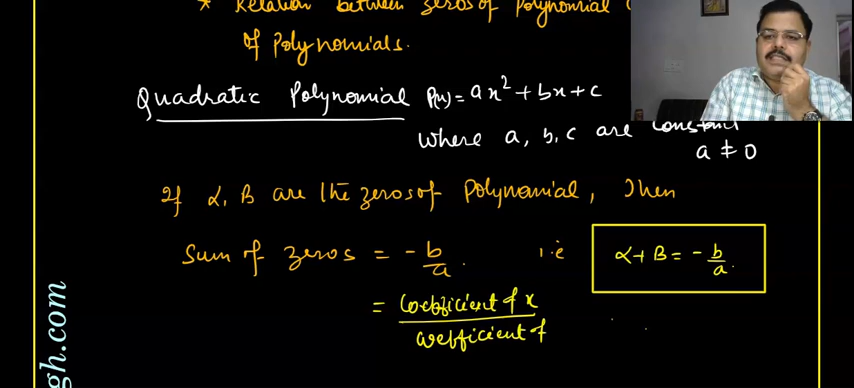 * Relation between zeros of Polynomial
of Polynomials.
Quadratic Polynomial P(x) = ax² + bx + c
where a, b, c are constant
a ≠ 0
If α, β are the zeros of Polynomial, then
Sum of zeros = - b/a. i.e α + β = - b/a.
= Coefficient of x / Coefficient of
gh.com